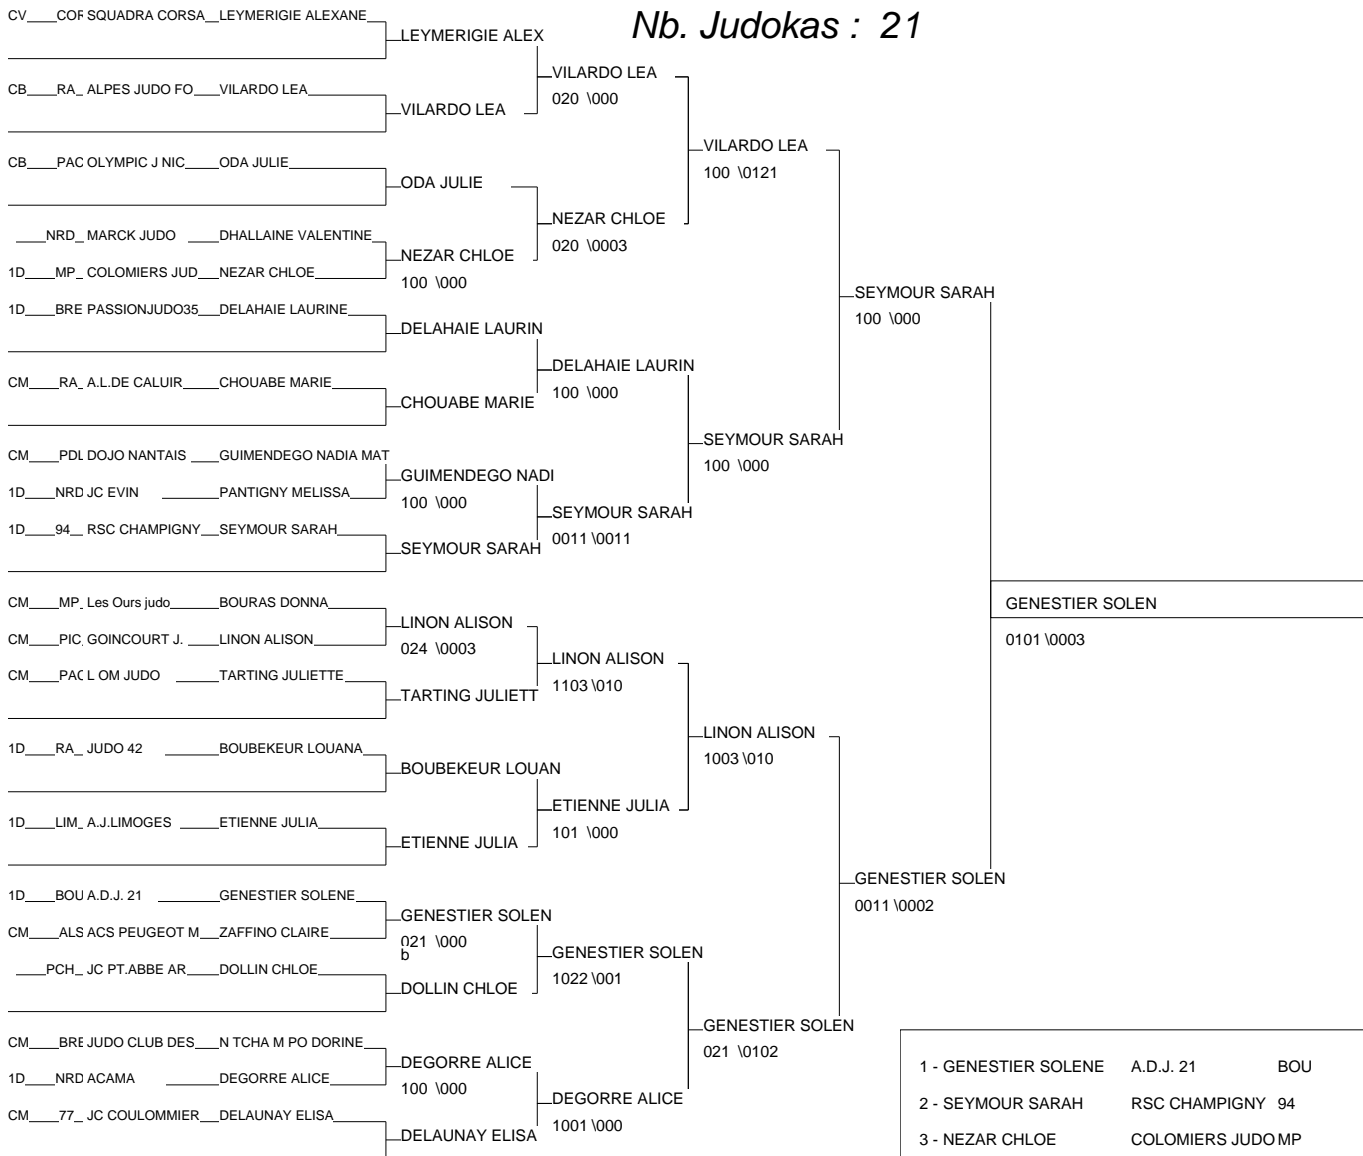 Nb. Judokas : 21
CV COR SQUADRA CORSA LEYMERIGIE ALEXANE
CB RA ALPES JUDO FO VILARDO LEA
CB PAC OLYMPIC J NIC ODA JULIE
NRD MARCK JUDO DHALLAINE VALENTINE
1D MP COLOMIERS JUD NEZAR CHLOE
1D BRE PASSIONJUDO35 DELAHAIE LAURINE
CM RA A.L.DE CALUIR CHOUABE MARIE
CM PDL DOJO NANTAIS GUIMENDEGO NADIA MAT
1D NRD JC EVIN PANTIGNY MELISSA
1D 94 RSC CHAMPIGNY SEYMOUR SARAH
CM MP Les Ours judo BOURAS DONNA
CM PIC GOINCOURT J. LINON ALISON
CM PAC L OM JUDO TARTING JULIETTE
1D RA JUDO 42 BOUBEKEUR LOUANA
1D LIM A.J.LIMOGES ETIENNE JULIA
1D BOU A.D.J. 21 GENESTIER SOLENE
CM ALS ACS PEUGEOT M ZAFFINO CLAIRE
PCH JC PT.ABBE AR DOLLIN CHLOE
CM BRE JUDO CLUB DES N TCHA M PO DORINE
1D NRD ACAMA DEGORRE ALICE
CM 77 JC COULOMMIER DELAUNAY ELISA
LEYMERIGIE ALEX
VILARDO LEA
ODA JULIE
NEZAR CHLOE
100 \000
DELAHAIE LAURIN
CHOUABE MARIE
GUIMENDEGO NADI
100 \000
SEYMOUR SARAH
LINON ALISON
024 \0003
TARTING JULIETT
BOUBEKEUR LOUAN
ETIENNE JULIA
GENESTIER SOLEN
021 \000
b
DOLLIN CHLOE
DEGORRE ALICE
100 \000
DELAUNAY ELISA
VILARDO LEA
020 \000
NEZAR CHLOE
020 \0003
DELAHAIE LAURIN
100 \000
SEYMOUR SARAH
0011 \0011
LINON ALISON
1103 \010
ETIENNE JULIA
101 \000
GENESTIER SOLEN
1022 \001
DEGORRE ALICE
1001 \000
VILARDO LEA
100 \0121
SEYMOUR SARAH
100 \000
LINON ALISON
1003 \010
GENESTIER SOLEN
021 \0102
SEYMOUR SARAH
100 \000
GENESTIER SOLEN
0011 \0002
GENESTIER SOLEN
0101 \0003
1 - GENESTIER SOLENE A.D.J. 21 BOU
2 - SEYMOUR SARAH RSC CHAMPIGNY 94
3 - NEZAR CHLOE COLOMIERS JUDO MP